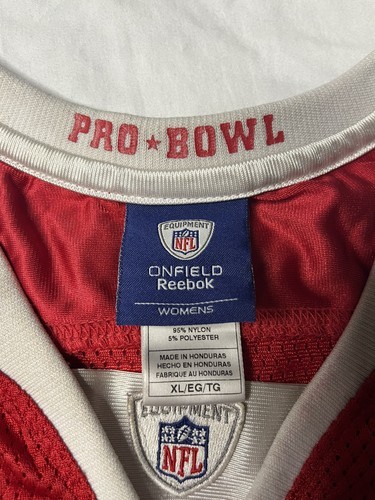 PRO★BOWL
EQUIPMENT
NFL
ONFIELD
Reebok
WOMENS
95% NYLON
5% POLYESTER
MADE IN HONDURAS
HECHO EN HONDURAS
FABRIQUE AU HONDURAS
XL/EG/TG
EQUIPMENT
NFL